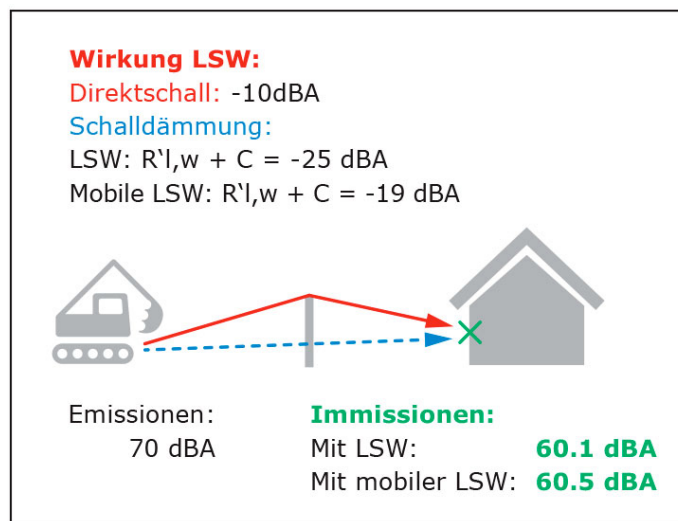 Wirkung LSW:
Direktschall: -10dBA
Schalldämmung:
LSW: R‘l,w + C = -25 dBA
Mobile LSW: R‘l,w + C = -19 dBA
Emissionen:
70 dBA
Immissionen:
Mit LSW: 60.1 dBA
Mit mobiler LSW: 60.5 dBA